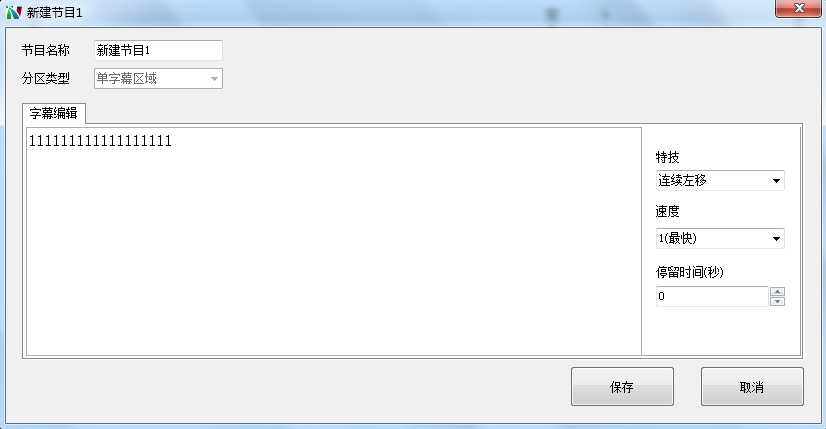 新建节目1
节目名称 新建节目1
分区类型 单字幕区域
字幕编辑
111111111111111111
特技
连续左移
速度
1(最快)
停留时间(秒)
0
保存 取消